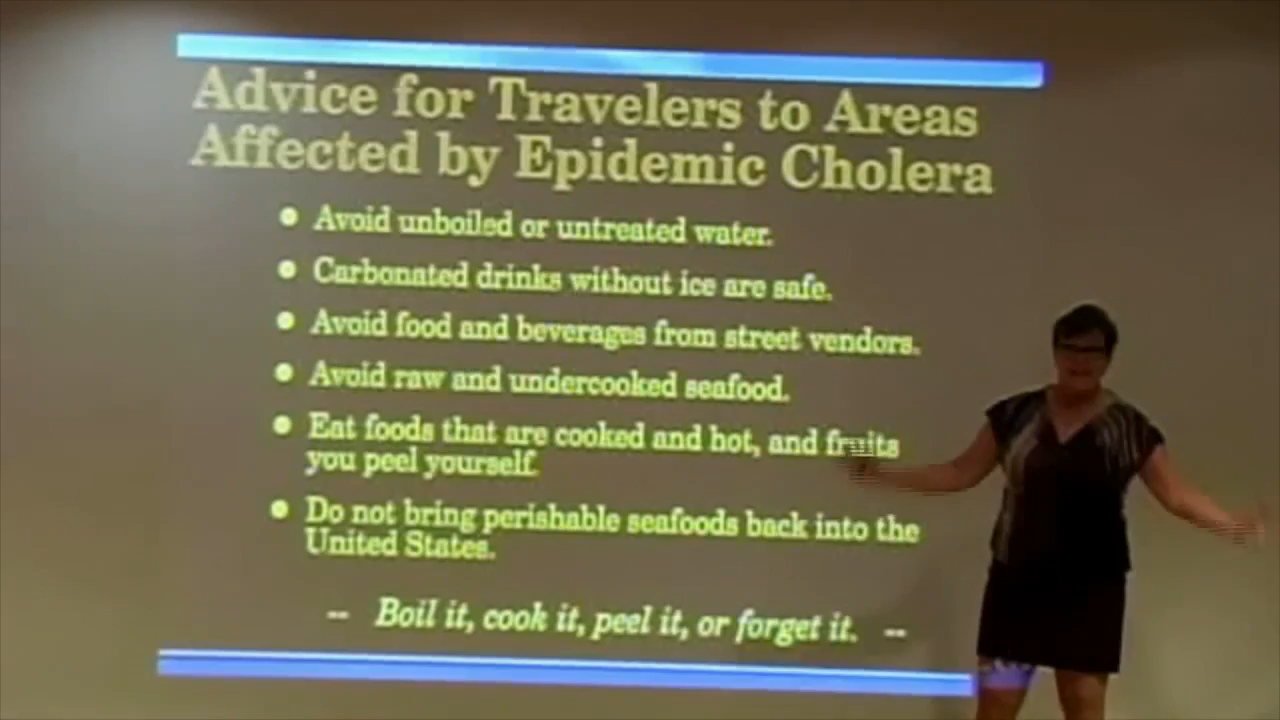 Advice for Travelers to Areas
Affected by Epidemic Cholera
• Avoid unboiled or untreated water.
• Carbonated drinks without ice are safe.
• Avoid food and beverages from street vendors.
• Avoid raw and undercooked seafood.
• Eat foods that are cooked and hot, and fruits
you peel yourself.
• Do not bring perishable seafoods back into the
United States.
-- Boil it, cook it, peel it, or forget it. --